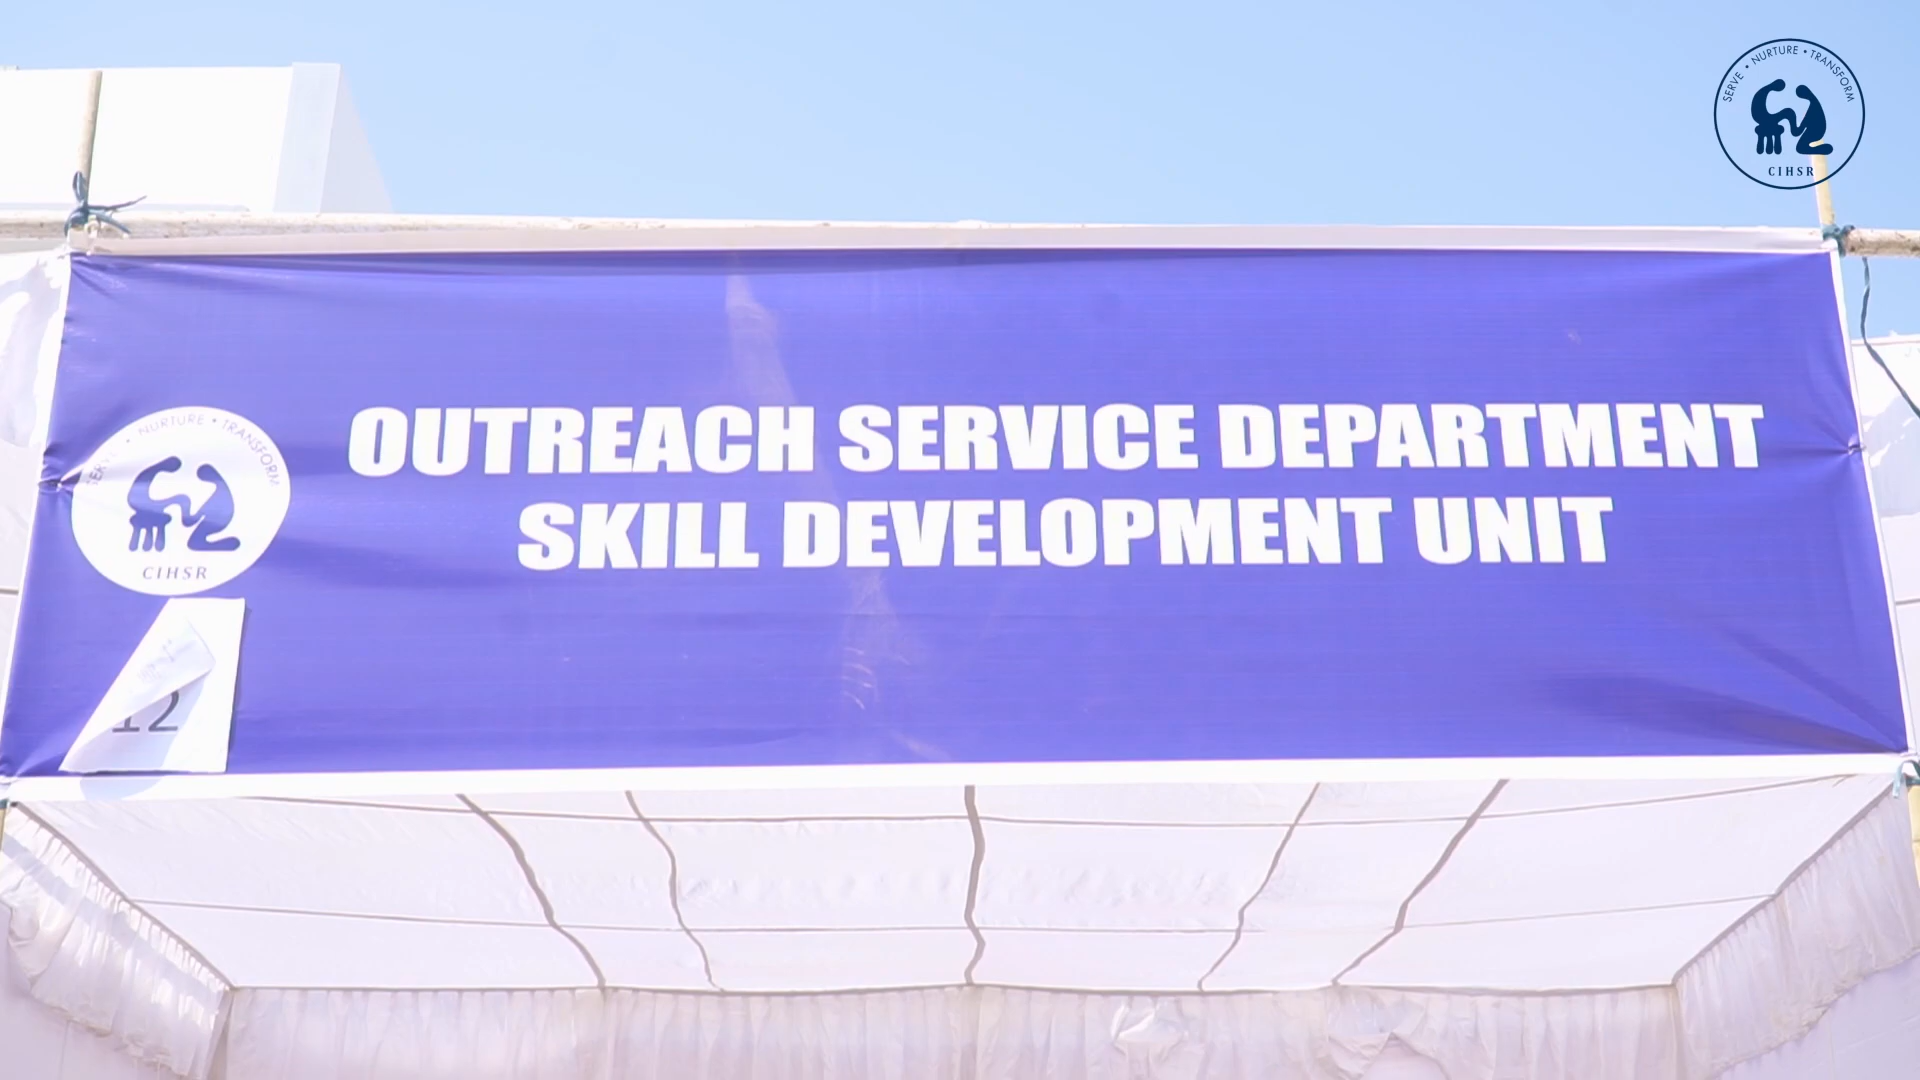 SERVE • NURTURE • TRANSFORM
CIHSR
OUTREACH SERVICE DEPARTMENT
SKILL DEVELOPMENT UNIT
• NURTURE • TRANSFORM
CIHSR
12